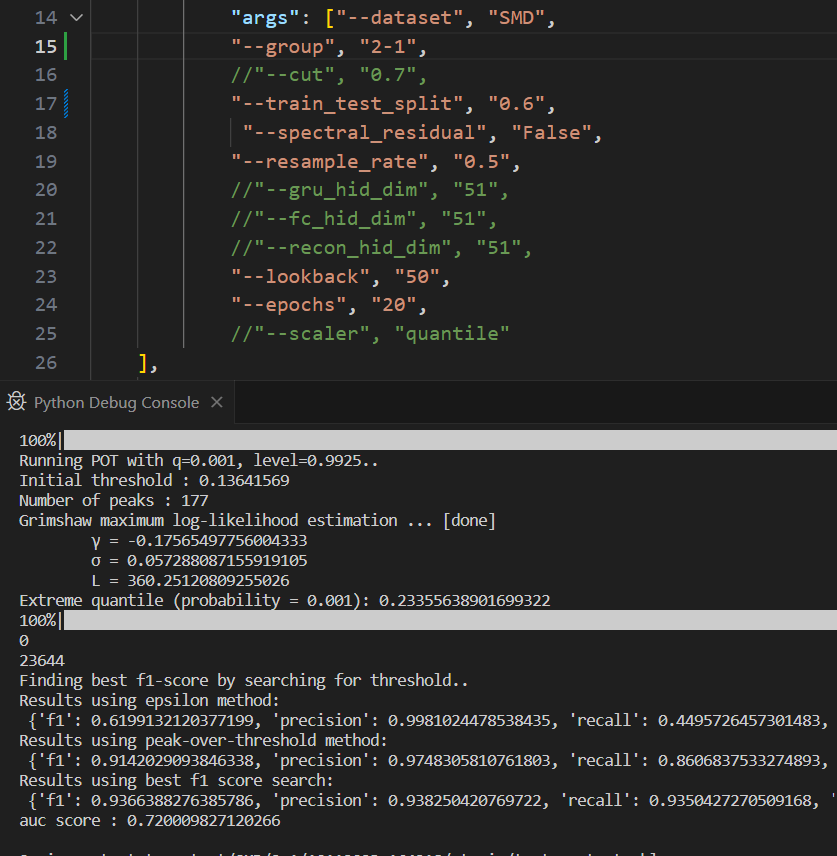 14 "args": ["--dataset", "SMD",
15 "--group", "2-1",
16 //"--cut", "0.7",
17 "--train_test_split", "0.6",
18 "--spectral_residual", "False",
19 "--resample_rate", "0.5",
20 //"--gru_hid_dim", "51",
21 //"--fc_hid_dim", "51",
22 //"--recon_hid_dim", "51",
23 "--lookback", "50",
24 "--epochs", "20",
25 //"--scaler", "quantile"
26 ],
Python Debug Console
100%|
Running POT with q=0.001, level=0.9925..
Initial threshold : 0.13641569
Number of peaks : 177
Grimshaw maximum log-likelihood estimation ... [done]
γ = -0.17565497756004333
σ = 0.057288087155919105
L = 360.25120809255026
Extreme quantile (probability = 0.001): 0.23355638901699322
100%|
0
23644
Finding best f1-score by searching for threshold..
Results using epsilon method:
{'f1': 0.6199132120377199, 'precision': 0.9981024478538435, 'recall': 0.4495726457301483,
Results using peak-over-threshold method:
{'f1': 0.9142029093846338, 'precision': 0.9748305810761803, 'recall': 0.8606837533274893,
Results using best f1 score search:
{'f1': 0.9366388276385786, 'precision': 0.938250420769722, 'recall': 0.9350427270509168, '
auc score : 0.720009827120266